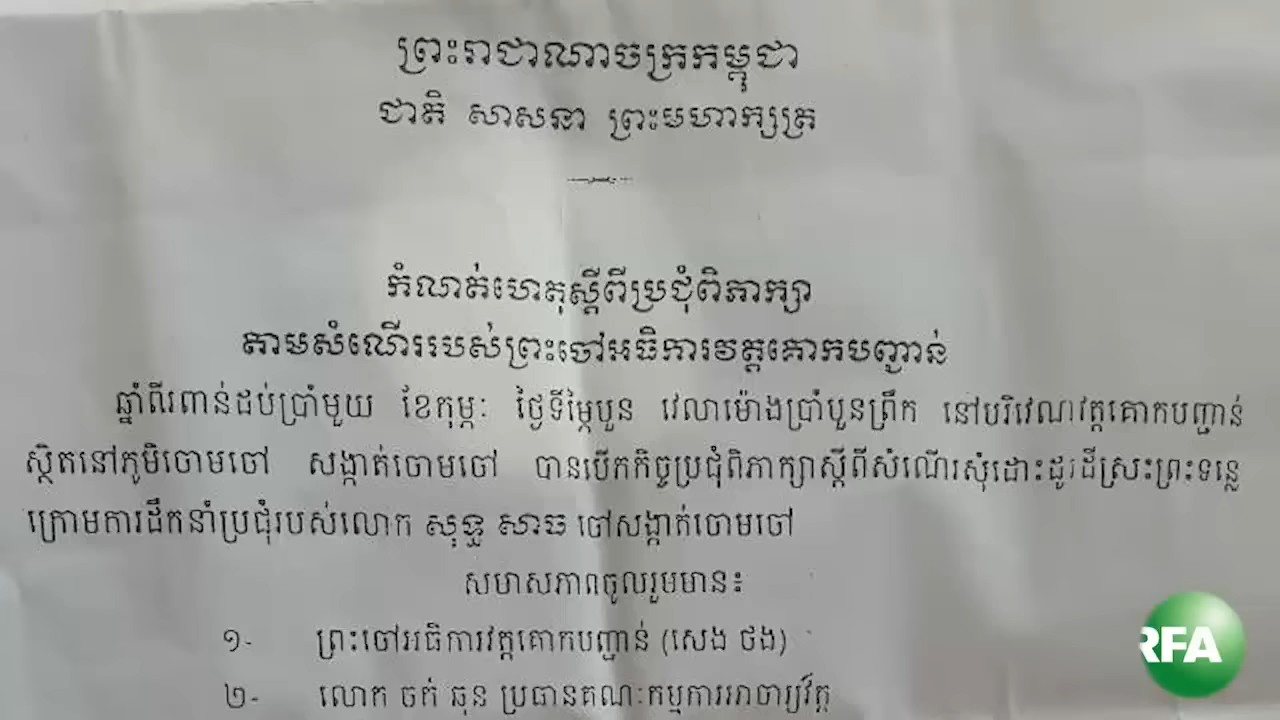 ព្រះរាជាណាចក្រកម្ពុជា
ជាតិ សាសនា ព្រះមហាក្សត្រ
កំណត់ហេតុស្ដីពីប្រជុំពិភាក្សា
តាមសំណើររបស់ព្រះចៅអធិការវត្តគោកបញ្ជាន់
ឆ្នាំពីរពាន់ដប់ប្រាំមួយ ខែកុម្ភៈ ថ្ងៃទីម្ភៃបួន វេលាម៉ោងប្រាំបួនព្រឹក នៅបរិវេណវត្តគោកបញ្ជាន់
ស្ថិតនៅភូមិចោមចៅ សង្កាត់ចោមចៅ បានបើកកិច្ចប្រជុំពិភាក្សាស្ដីពីសំណើរសុំដោះដូរដីស្រះព្រះទន្លេ
ក្រោមការដឹកនាំប្រជុំរបស់លោក សុទ្ធ សាធ ចៅសង្កាត់ចោមចៅ
សមាសភាពចូលរួមមាន៖
១- ព្រះចៅអធិការវត្តគោកបញ្ជាន់ (សេង ថង)
២- លោក ចក់ ឆុន ប្រធានគណៈកម្មការអាចារ្យវត្ត
RFA